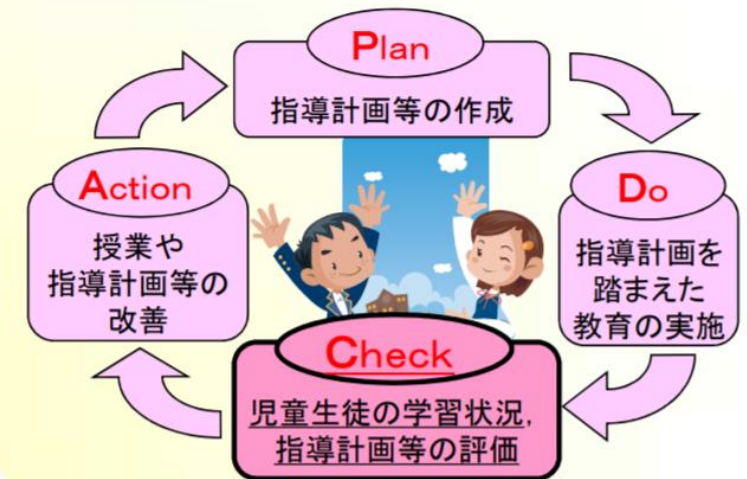 Plan
指導計画等の作成
Action
授業や
指導計画等の
改善
Do
指導計画を
踏まえた
教育の実施
Check
児童生徒の学習状況,
指導計画等の評価